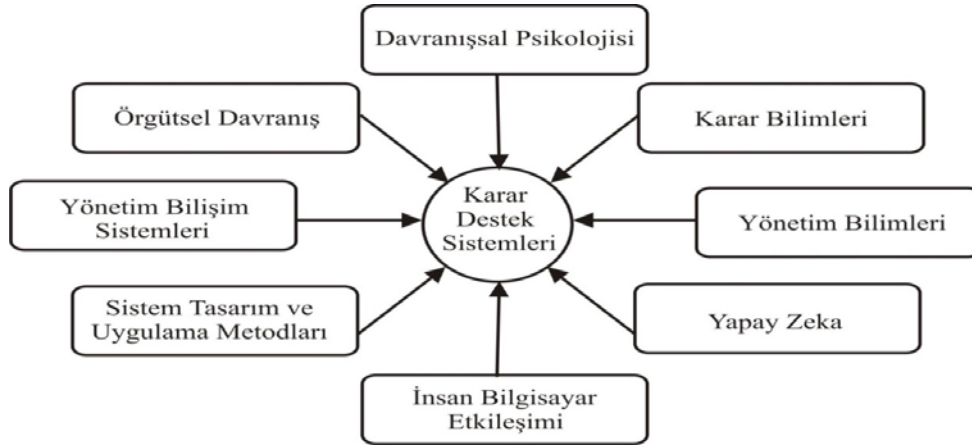 Davranışsal Psikolojisi
Örgütsel Davranış
Karar Bilimleri
Karar
Destek
Sistemleri
Yönetim Bilişim
Sistemleri
Yönetim Bilimleri
Sistem Tasarım ve
Uygulama Metodları
Yapay Zeka
İnsan Bilgisayar
Etkileşimi